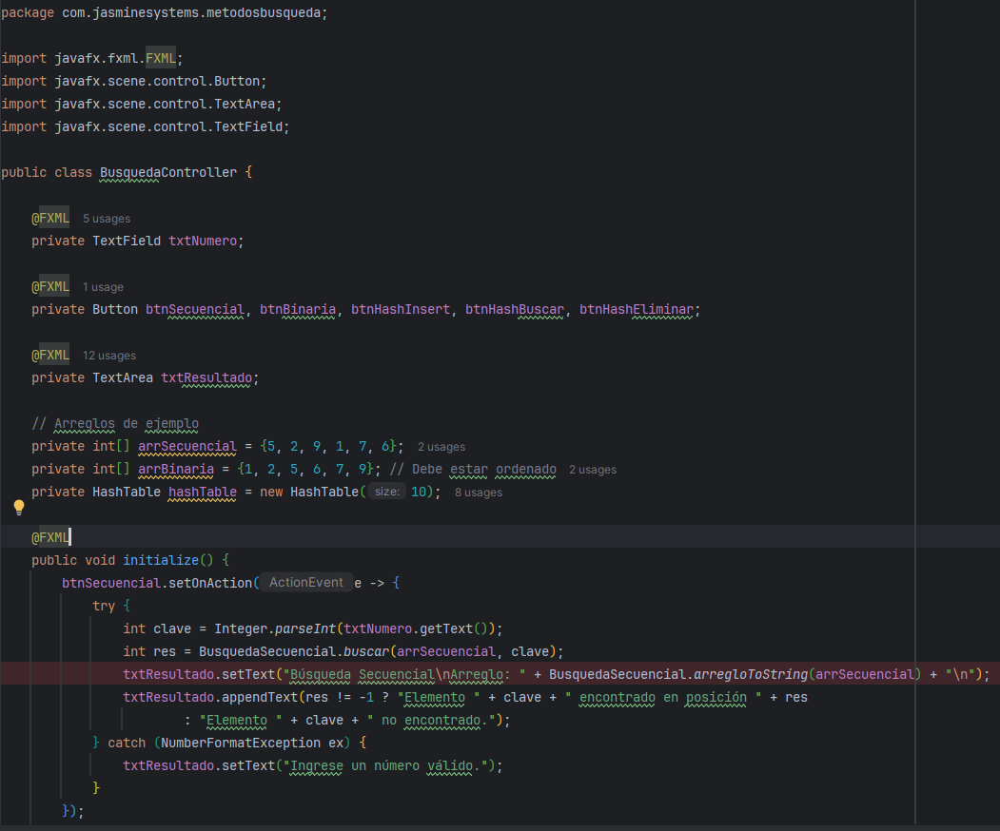 package com.jasminesystems.metodosbusqueda;
import javafx.fxml.FXML;
import javafx.scene.control.Button;
import javafx.scene.control.TextArea;
import javafx.scene.control.TextField;
public class BusquedaController {
@FXML 5 usages
private TextField txtNumero;
@FXML 1 usage
private Button btnSecuencial, btnBinaria, btnHashInsert, btnHashBuscar, btnHashEliminar;
@FXML 12 usages
private TextArea txtResultado;
// Arreglos de ejemplo
private int[] arrSecuencial = {5, 2, 9, 1, 7, 6}; 2 usages
private int[] arrBinaria = {1, 2, 5, 6, 7, 9}; // Debe estar ordenado 2 usages
private HashTable hashTable = new HashTable( size: 10); 8 usages
@FXML
public void initialize() {
btnSecuencial.setOnAction( ActionEvent e -> {
try {
int clave = Integer.parseInt(txtNumero.getText());
int res = BusquedaSecuencial.buscar(arrSecuencial, clave);
txtResultado.setText("Búsqueda Secuencial\nArreglo: " + BusquedaSecuencial.arregloToString(arrSecuencial) + "\n");
txtResultado.appendText(res != -1 ? "Elemento " + clave + " encontrado en posición " + res
: "Elemento " + clave + " no encontrado.");
} catch (NumberFormatException ex) {
txtResultado.setText("Ingrese un número válido.");
}
});